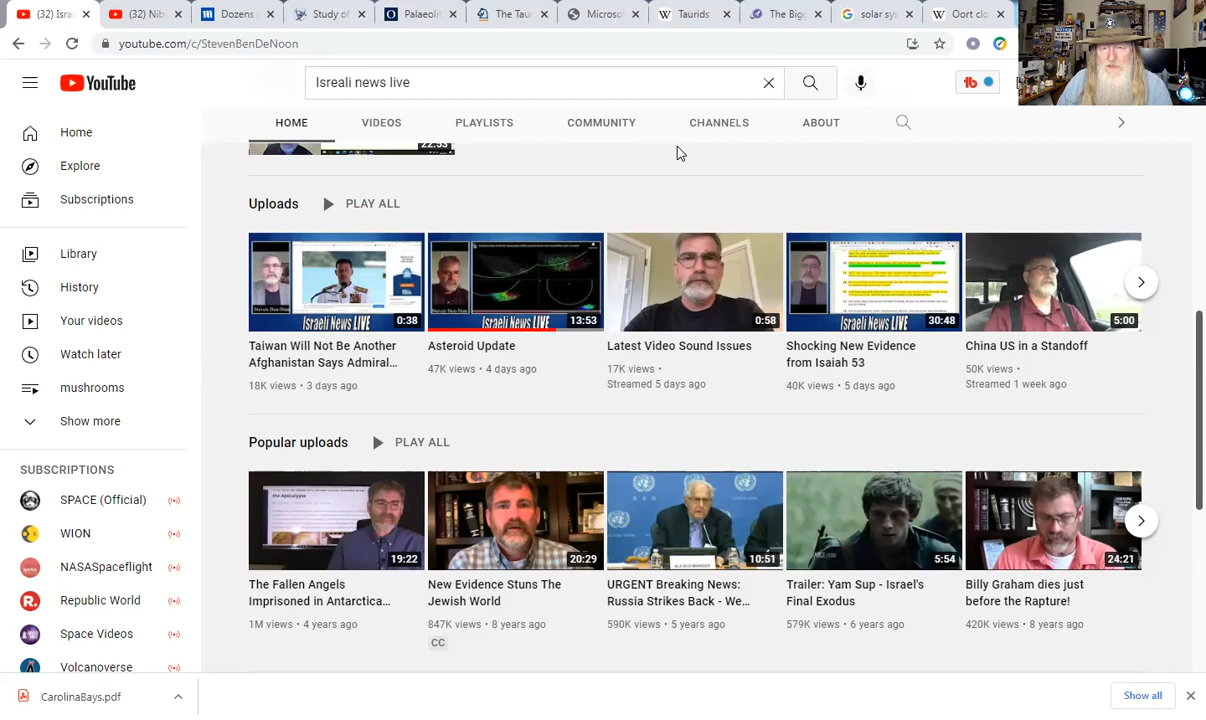 (32) Isra
(32) Nib
Dozens
Study of
Palaeoli
The Taur
Microso
Taurids
The Bigg
solar sys
Oort clo
youtube.com/c/StevenBenDeNoon
YouTube
Isreali news live
HOME VIDEOS PLAYLISTS COMMUNITY CHANNELS ABOUT
Home
Explore
Subscriptions
Library
History
Your videos
Watch later
mushrooms
Show more
SUBSCRIPTIONS
SPACE (Official)
WION
NASASpaceflight
Republic World
Space Videos
Volcanoverse
22:53
Uploads PLAY ALL
Israeli News LIVE
0:38
Taiwan Will Not Be Another
Afghanistan Says Admiral...
18K views • 3 days ago
Israeli News LIVE
13:53
Asteroid Update
47K views • 4 days ago
0:58
Latest Video Sound Issues
17K views •
Streamed 5 days ago
Israeli News LIVE
30:48
Shocking New Evidence
from Isaiah 53
40K views • 5 days ago
5:00
China US in a Standoff
50K views •
Streamed 1 week ago
Popular uploads PLAY ALL
the Apocalypse
19:22
The Fallen Angels
Imprisoned in Antarctica...
1M views • 4 years ago
20:29
New Evidence Stuns The
Jewish World
847K views • 8 years ago
CC
10:51
URGENT Breaking News:
Russia Strikes Back - We...
590K views • 5 years ago
5:54
Trailer: Yam Sup - Israel's
Final Exodus
579K views • 6 years ago
24:21
Billy Graham dies just
before the Rapture!
420K views • 8 years ago
CarolinaBays.pdf
Show all